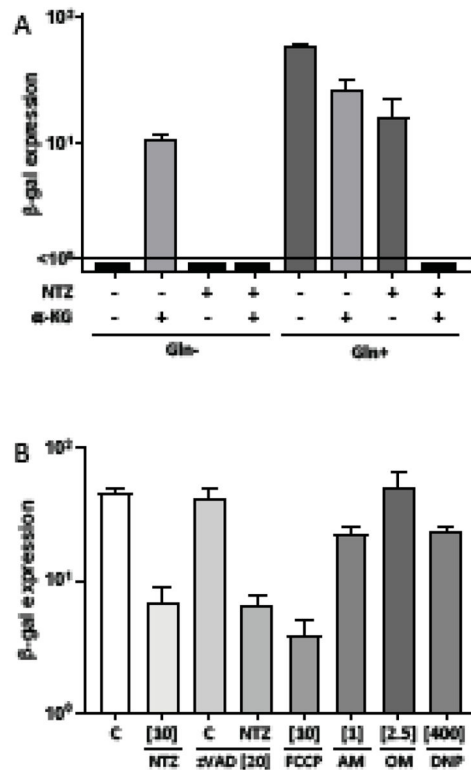 A
10²
10¹
<10⁰
β-gal expression
NTZ - - + + - - + +
α-KG - + - + - + - +
Gln- Gln+
B
10²
10¹
10⁰
β-gal expression
C [10] C NTZ [10] [1] [2.5] [400]
NTZ zVAD [20] FCCP AM OM DNP